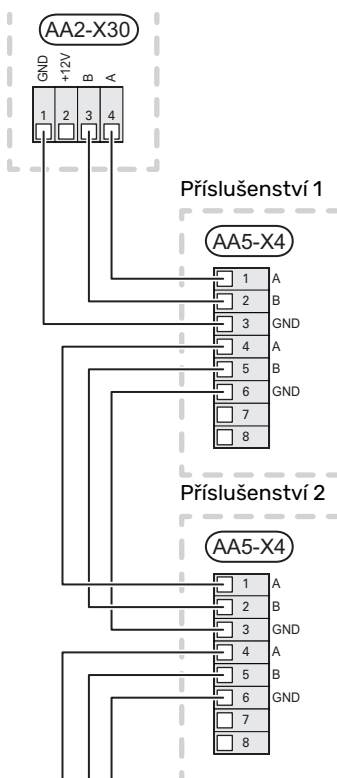 AA2-X30
GND +12V B A
1 2 3 4
Příslušenství 1
AA5-X4
1 A
2 B
3 GND
4 A
5 B
6 GND
7
8
Příslušenství 2
AA5-X4
1 A
2 B
3 GND
4 A
5 B
6 GND
7
8